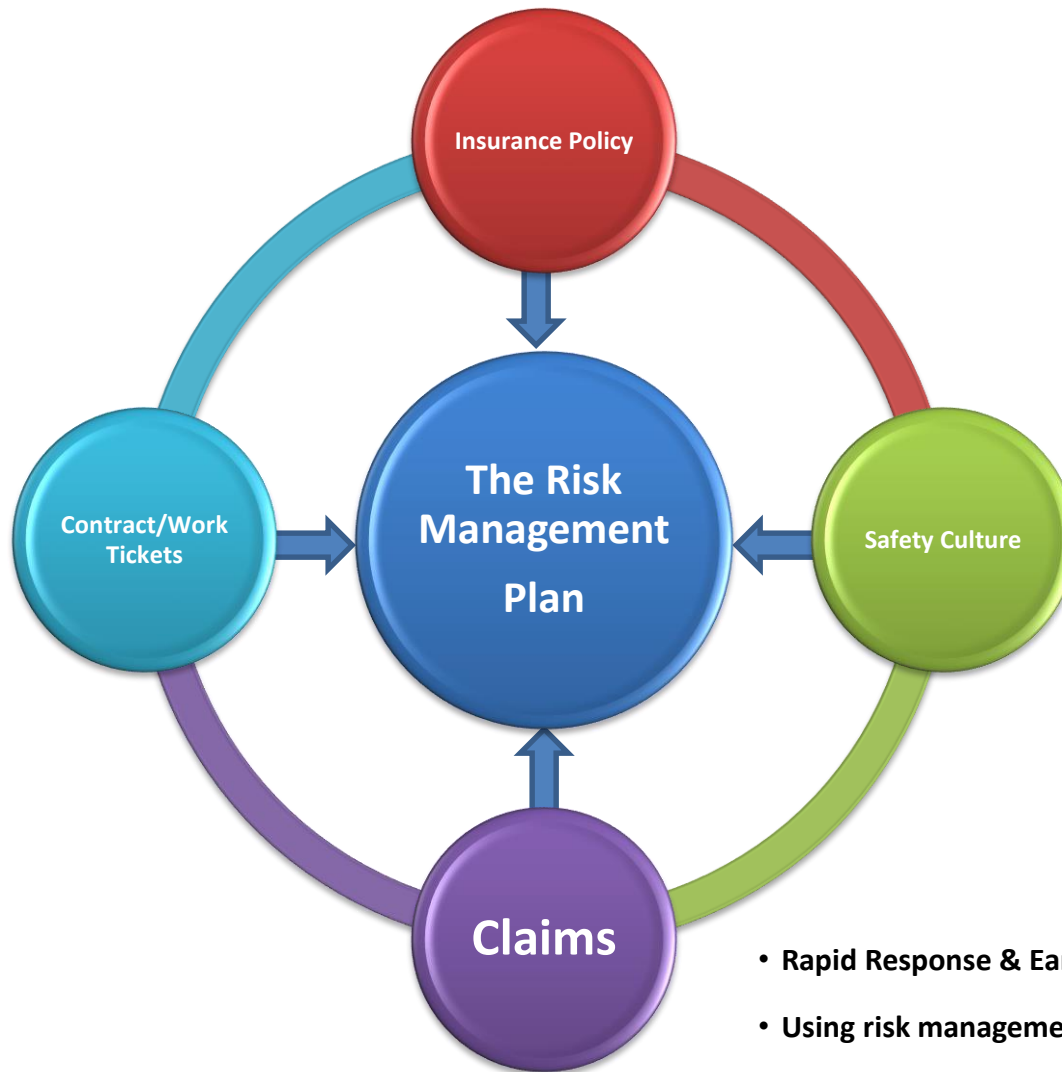 Insurance Policy
The Risk
Management
Plan
Contract/Work
Tickets
Safety Culture
Claims
• Rapid Response &
• Using risk